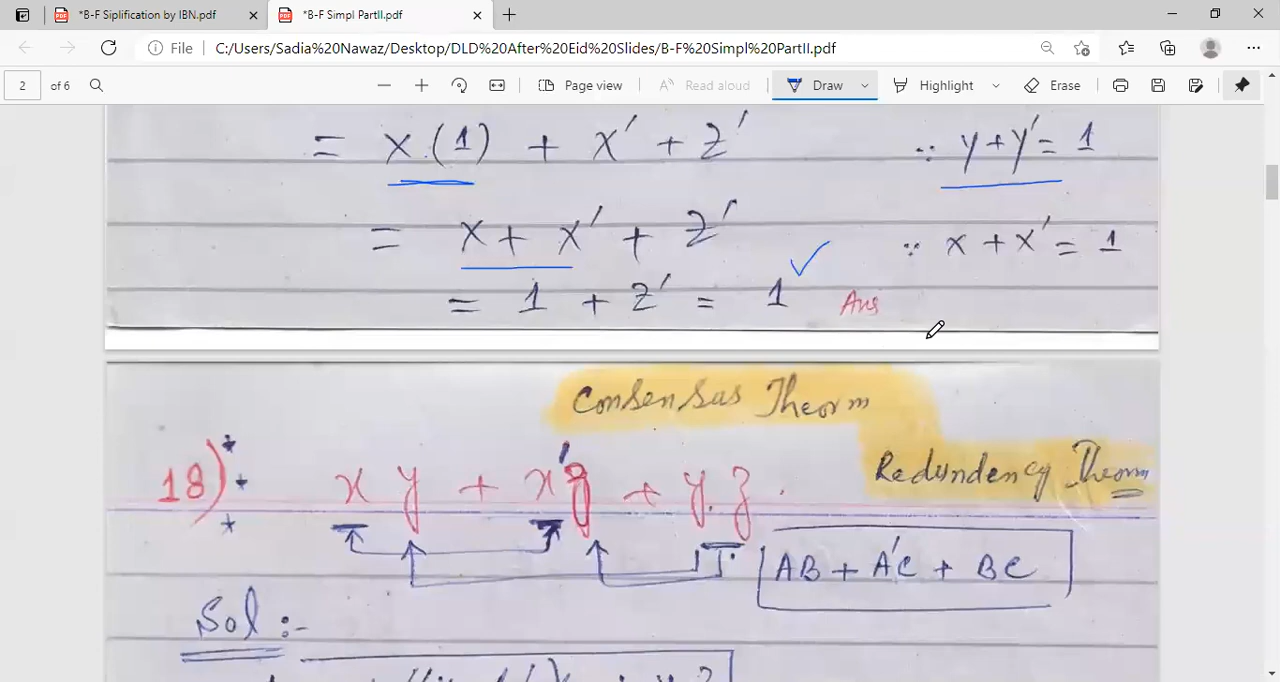 *B-F Siplification by IBN.pdf
*B-F Simpl PartII.pdf
File C:/Users/Sadia%20Nawaz/Desktop/DLD%20After%20Eid%20Slides/B-F%20Simpl%20PartII.pdf
2 of 6 Page view Read aloud Draw Highlight Erase
= x.(1) + x' + z' ∵ y+y' = 1
= x + x' + z' ∵ x + x' = 1
= 1 + z' = 1 Ans
Consensus Theorm
Redundency Theorm
18) x y + x'z + y.z.
AB + A'C + BC
Sol :-